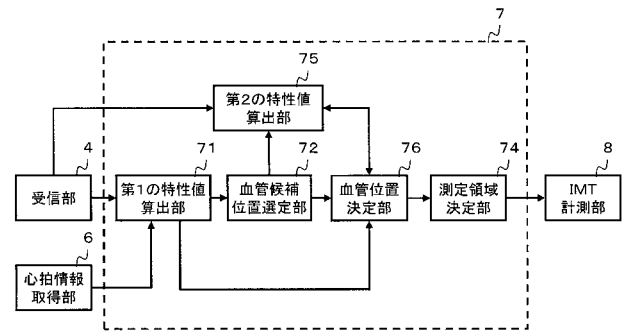 7
75
第2の特性値
算出部
4
受信部
71
第1の特性値
算出部
72
血管候補
位置選定部
76
血管位置
決定部
74
測定領域
決定部
8
IMT
計測部
6
心拍情報
取得部